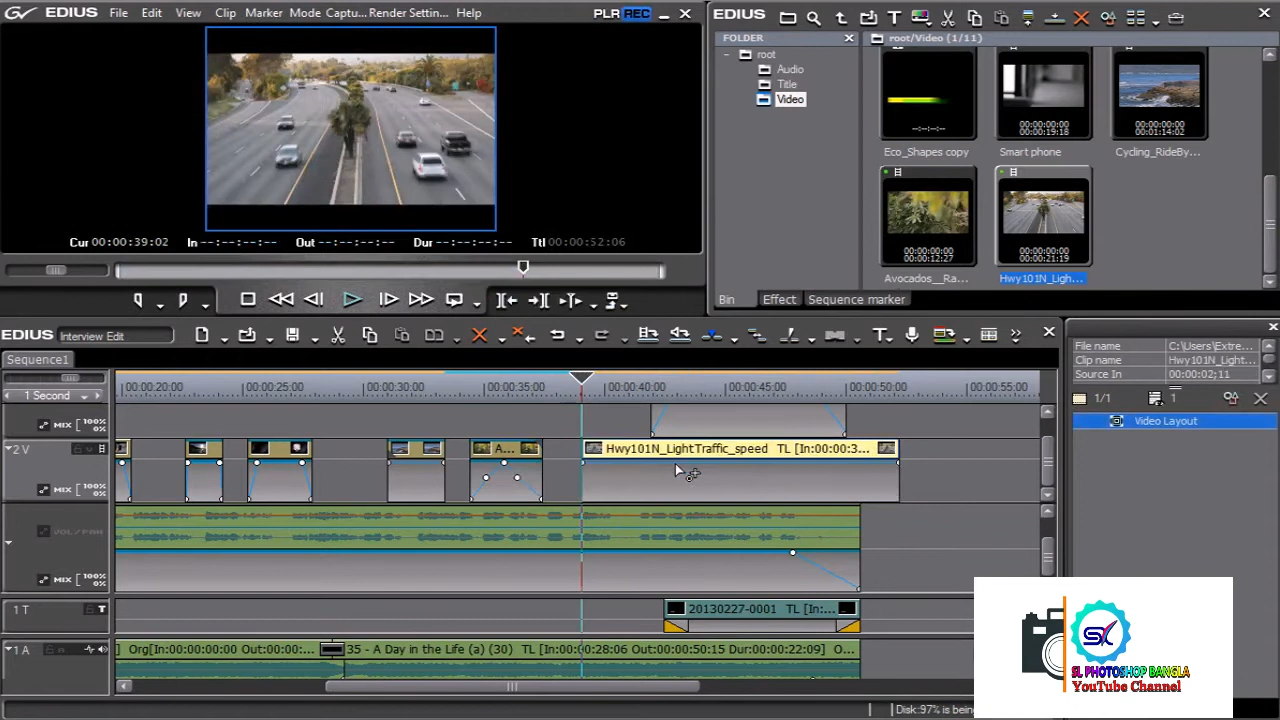 EDIUS File Edit View Clip Marker Mode Captu... Render Settin... Help PLR REC
Cur 00:00:39:02 In --:--:--:-- Out --:--:--:-- Dur --:--:--:-- Ttl 00:00:52:06
EDIUS
FOLDER
root
Audio
Title
Video
root/Video (1/11)
--:--:--:--
00:00:00:00
00:00:19:18
00:00:00:00
00:01:14:02
Eco_Shapes copy
Smart phone
Cycling_RideBy...
00:00:00:00
00:00:12:27
00:00:00:00
00:00:21:19
Avocados__Ra...
Hwy101N_Ligh...
Bin Effect Sequence marker
EDIUS Interview Edit
Sequence1
1 Second
00:00:20:00 00:00:25:00 00:00:30:00 00:00:35:00 00:00:40:00 00:00:45:00 00:00:50:00 00:00:55:00
MIX 100% 0%
2 V
A...
Hwy101N_LightTraffic_speed TL [In:00:00:3...
MIX 100% 0%
VOL/PAN
MIX 100% 0%
1 T
20130227-0001 TL [In:...
1 A
] Org[In:00:00:00:00 Out:00:00:...
35 - A Day in the Life (a) (30) TL [In:00:00:28:06 Out:00:00:50:15 Dur:00:00:22:09] O...
File name C:\Users\Extre...
Clip name Hwy101N_Light...
Source In 00:00:02;11
1/1 1
Video Layout
SX
SL PHOTOSHOP BANGLA
YouTube Channel
Disk:97% is bein